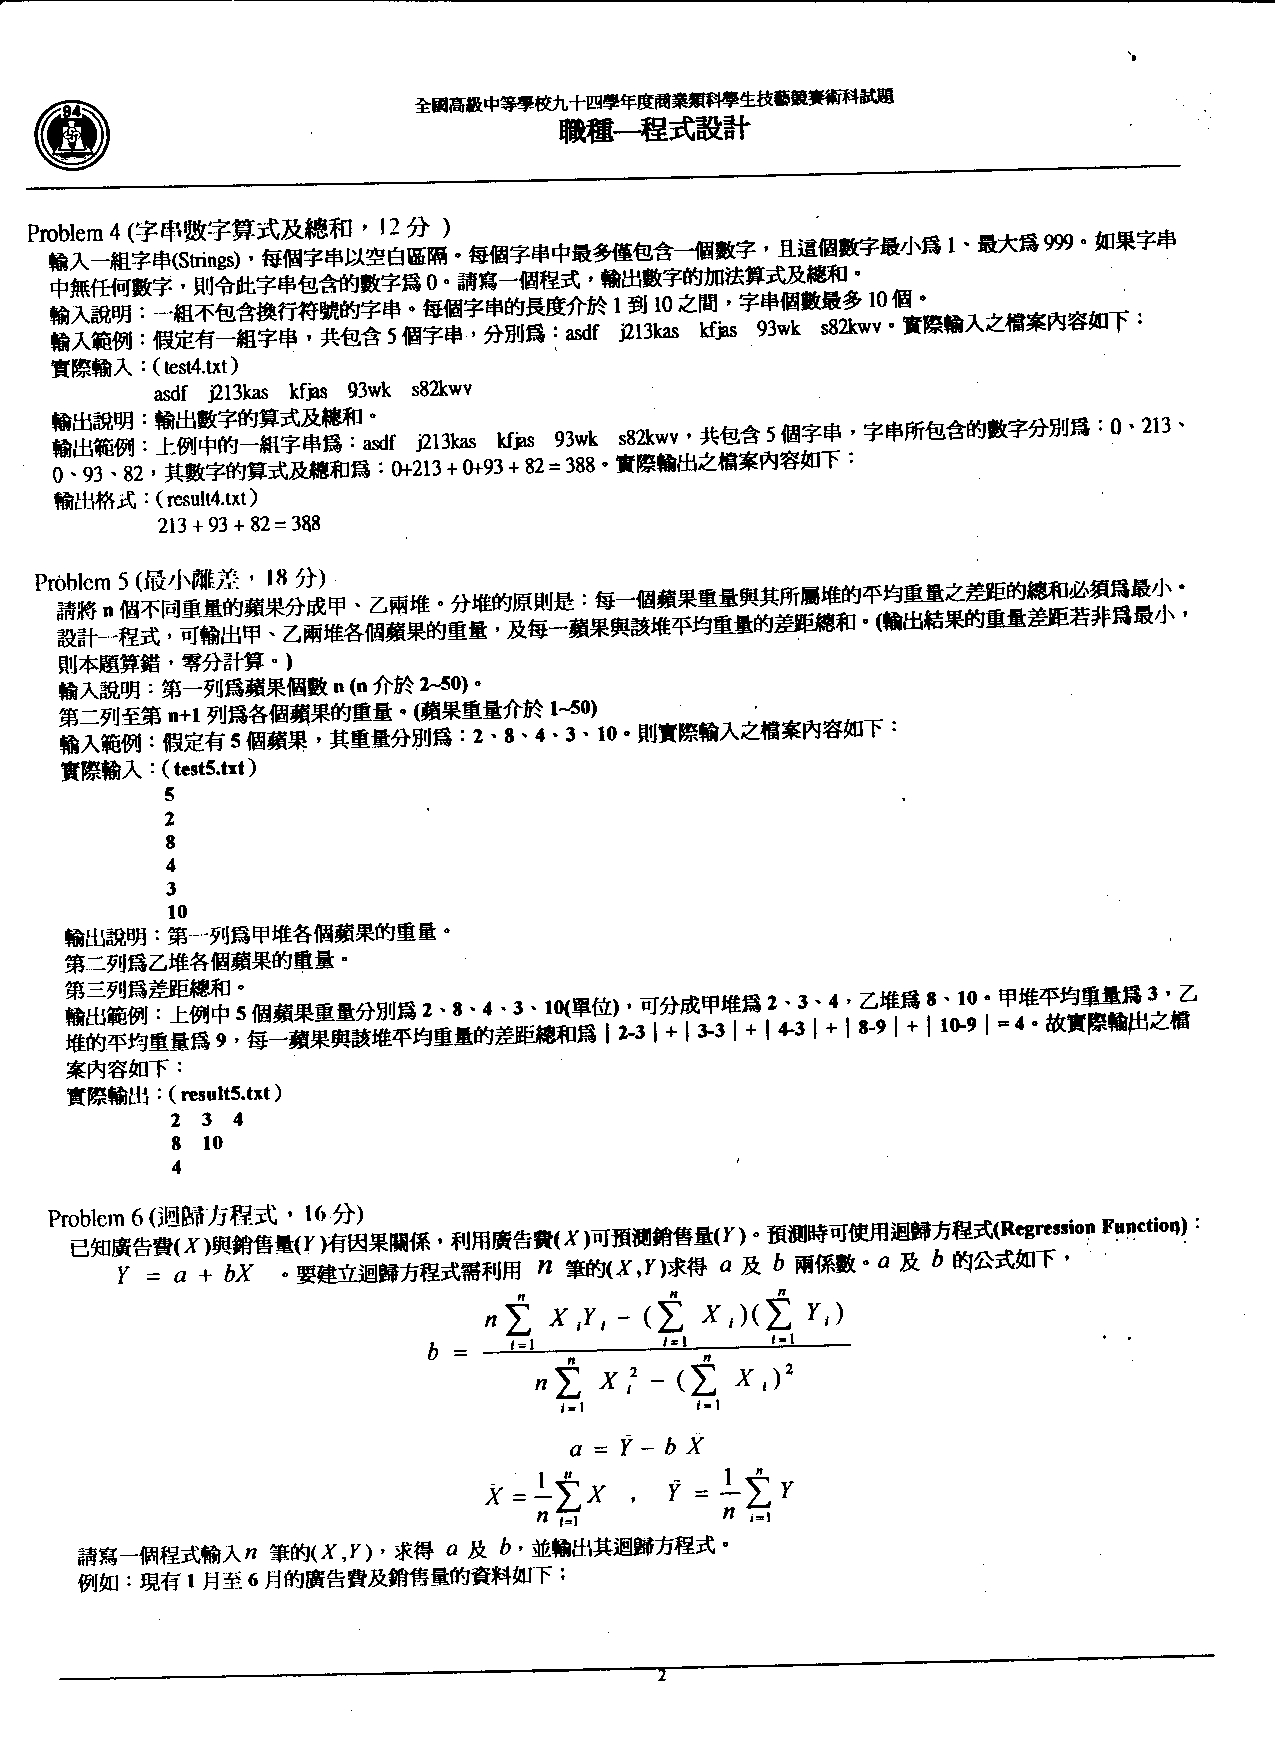 84
全國高級中等學校九十四學年度商業類科學生技藝競賽術科試題
職種—程式設計
Problem 4 (字串數字算式及總和，12 分 )
輸入一組字串(Strings)，每個字串以空白區隔。每個字串中最多僅包含一個數字，且這個數字最小為 1、最大為 999。如果字串
中無任何數字，則令此字串包含的數字為 0。請寫一個程式，輸出數字的加法算式及總和。
輸入說明：一組不包含換行符號的字串。每個字串的長度介於 1 到 10 之間，字串個數最多 10 個。
輸入範例：假定有一組字串，共包含 5 個字串，分別為：asdf j213kas kfjas 93wk s82kwv。實際輸入之檔案內容如下：
實際輸入：( test4.txt )
asdf j213kas kfjas 93wk s82kwv
輸出說明：輸出數字的算式及總和。
輸出範例：上例中的一組字串為：asdf j213kas kfjas 93wk s82kwv，共包含 5 個字串，字串所包含的數字分別為：0、213、
0、93、82，其數字的算式及總和為：0+213 + 0+93 + 82 = 388。實際輸出之檔案內容如下：
輸出格式：( result4.txt )
213 + 93 + 82 = 388
Problem 5 (最小離差，18 分)
請將 n 個不同重量的蘋果分成甲、乙兩堆。分堆的原則是：每一個蘋果重量與其所屬堆的平均重量之差距的總和必須為最小。
設計一程式，可輸出甲、乙兩堆各個蘋果的重量，及每一蘋果與該堆平均重量的差距總和。(輸出結果的重量差距若非為最小，
則本題算錯，零分計算。)
輸入說明：第一列為蘋果個數 n (n 介於 2~50)。
第二列至第 n+1 列為各個蘋果的重量。(蘋果重量介於 1~50)
輸入範例：假定有 5 個蘋果，其重量分別為：2、8、4、3、10。則實際輸入之檔案內容如下：
實際輸入：( test5.txt )
5
2
8
4
3
10
輸出說明：第一列為甲堆各個蘋果的重量。
第二列為乙堆各個蘋果的重量。
第三列為差距總和。
輸出範例：上例中 5 個蘋果重量分別為 2、8、4、3、10(單位)，可分成甲堆為 2、3、4，乙堆為 8、10。甲堆平均重量為 3，乙
堆的平均重量為 9，每一蘋果與該堆平均重量的差距總和為 | 2-3 | + | 3-3 | + | 4-3 | + | 8-9 | + | 10-9 | = 4。故實際輸出之檔
案內容如下：
實際輸出：( result5.txt )
2 3 4
8 10
4
Problem 6 (迴歸方程式，16 分)
已知廣告費( X )與銷售量( Y )有因果關係，利用廣告費( X )可預測銷售量( Y )。預測時可使用迴歸方程式(Regression Function)：
Y = a + bX 。要建立迴歸方程式需利用 n 筆的( X , Y )求得 a 及 b 兩係數。a 及 b 的公式如下，
b = \frac{n\sum_{i=1}^{n} X_i Y_i - (\sum_{i=1}^{n} X_i)(\sum_{i=1}^{n} Y_i)}{n\sum_{i=1}^{n} X_i^2 - (\sum_{i=1}^{n} X_i)^2}
a = \bar{Y} - b \bar{X}
\bar{X} = \frac{1}{n}\sum_{i=1}^{n} X , \bar{Y} = \frac{1}{n}\sum_{i=1}^{n} Y
請寫一個程式輸入 n 筆的( X , Y )，求得 a 及 b，並輸出其迴歸方程式。
例如：現有 1 月至 6 月的廣告費及銷售量的資料如下；
2